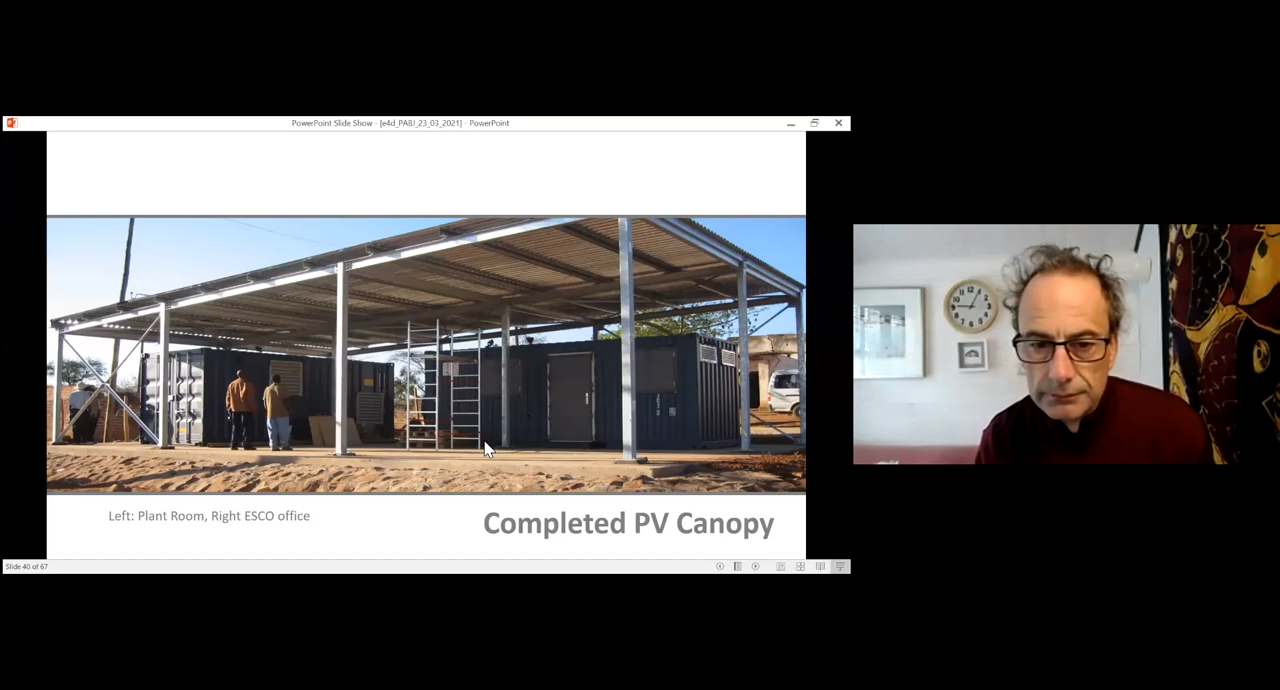 PowerPoint Slide Show - [e4d_PABJ_23_03_2021] - PowerPoint
Left: Plant Room, Right ESCO office
Completed PV Canopy
Slide 40 of 67